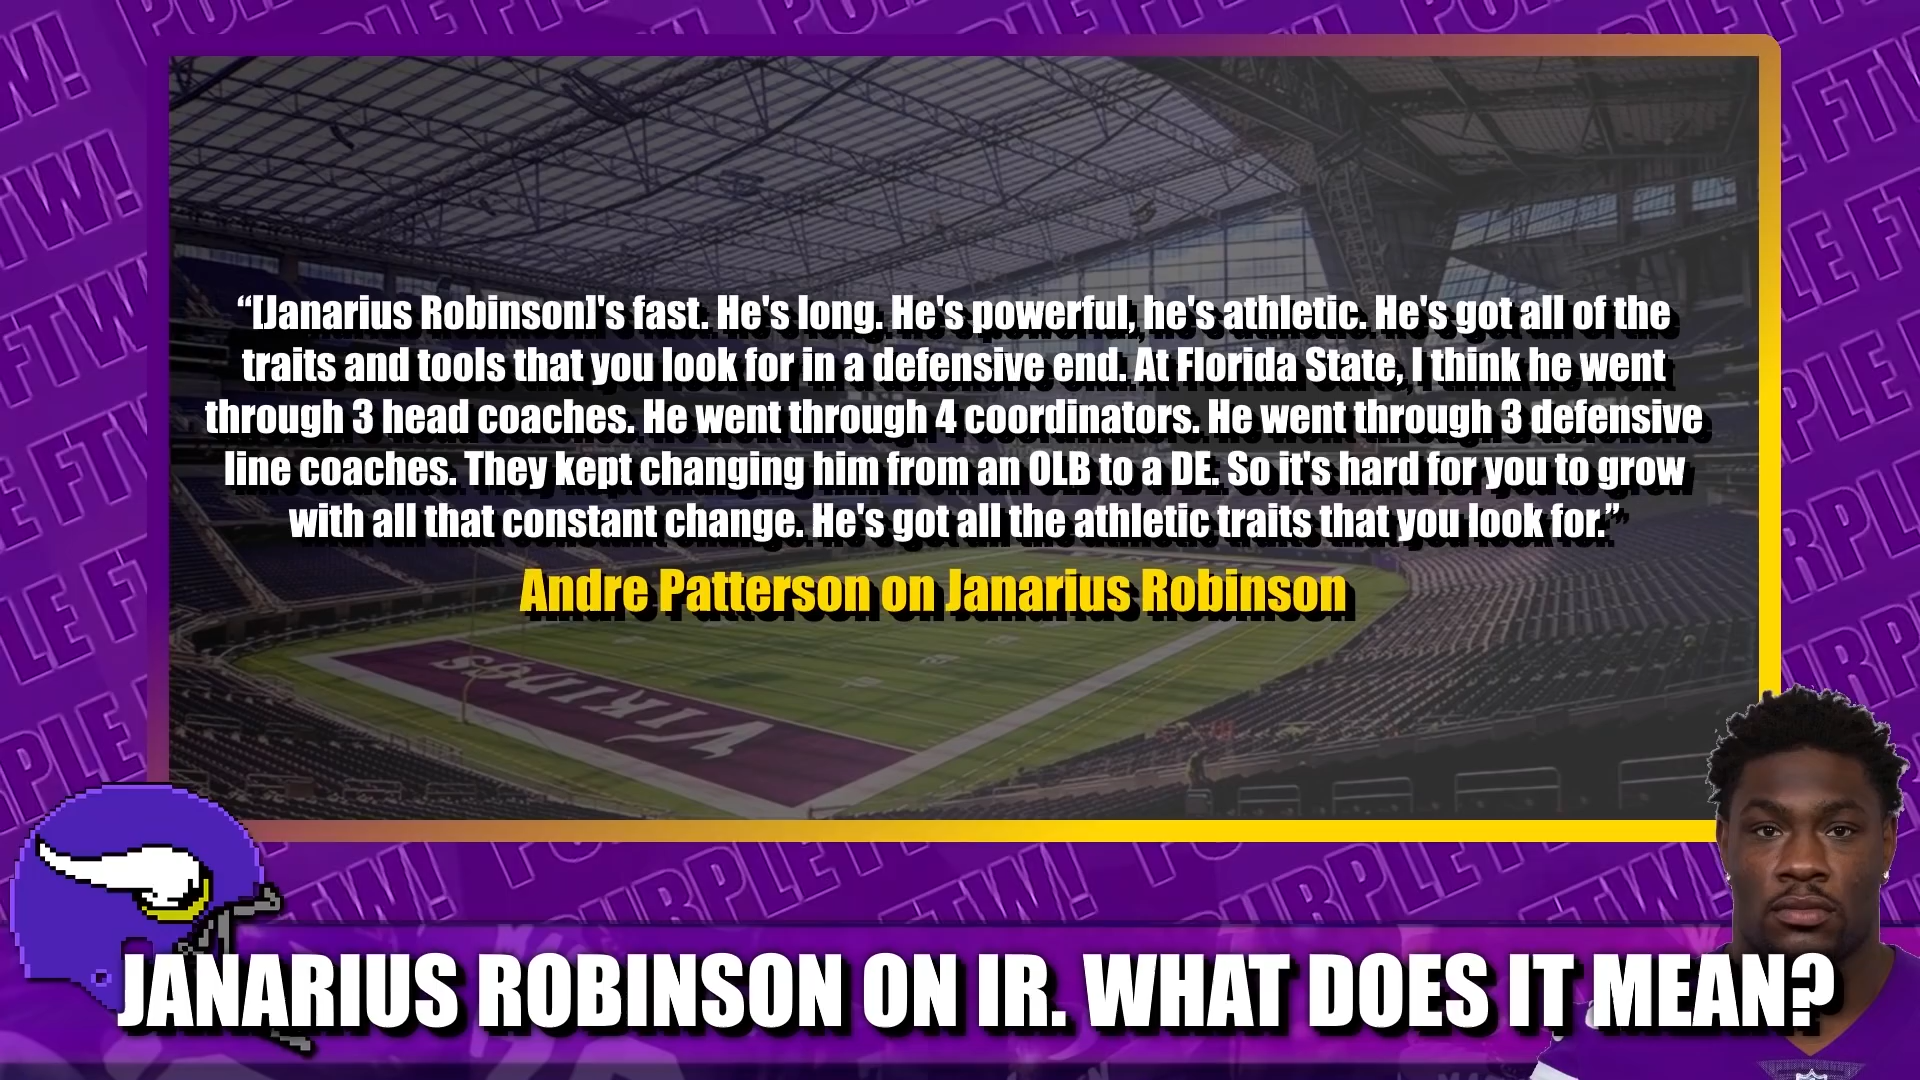 “[Janarius Robinson]'s fast. He's long. He's powerful, he's athletic. He's got all of the
traits and tools that you look for in a defensive end. At Florida State, I think he went
through 3 head coaches. He went through 4 coordinators. He went through 3 defensive
line coaches. They kept changing him from an OLB to a DE. So it's hard for you to grow
with all that constant change. He's got all the athletic traits that you look for.”
Andre Patterson on Janarius Robinson
VIKINGS
JANARIUS ROBINSON ON IR. WHAT DOES IT MEAN?
PURPLE FTW!